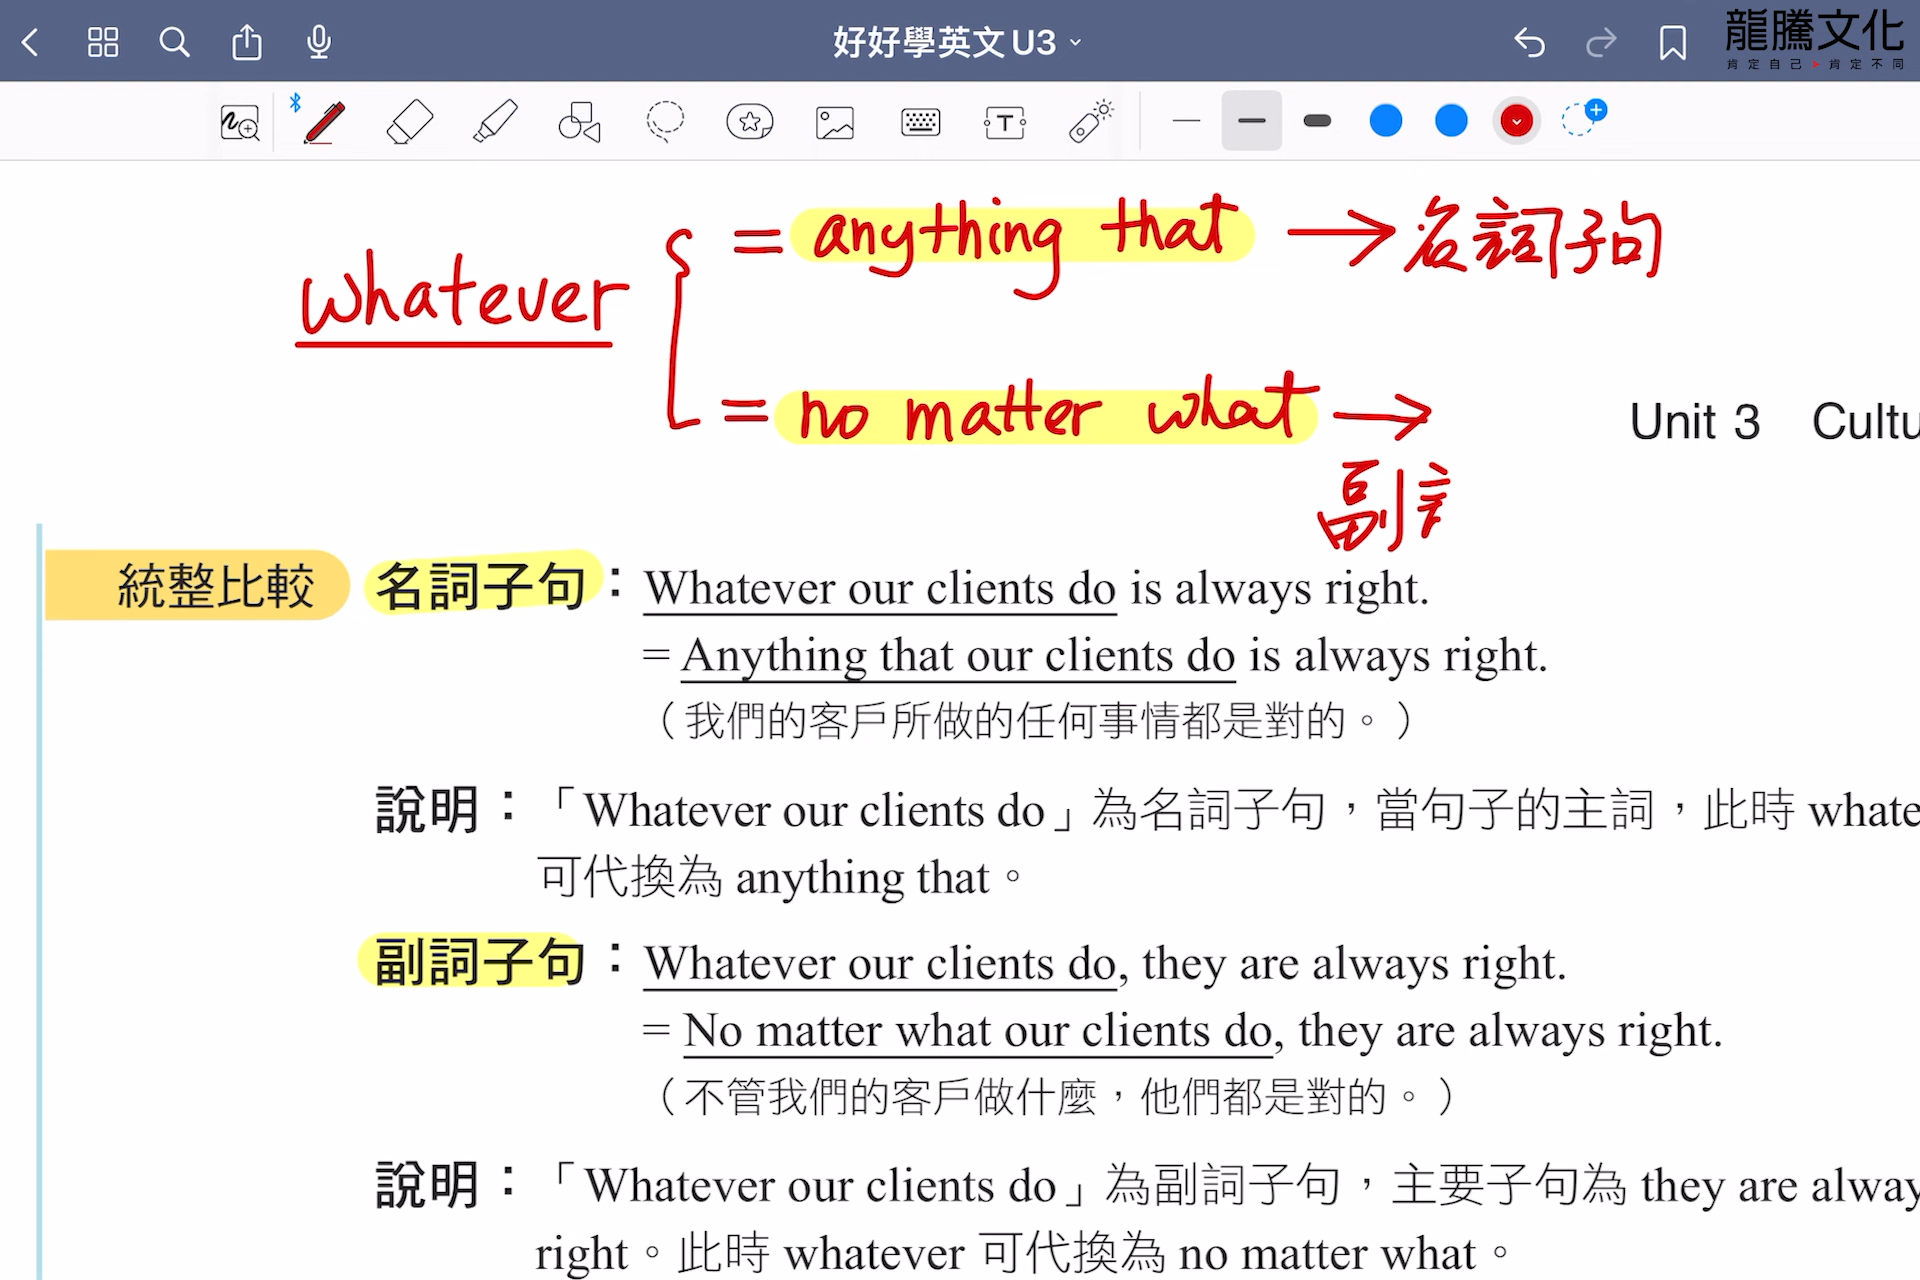 好好學英文 U3
龍騰文化
肯定自己➤肯定不同
= anything that → 名詞子句
whatever
= no matter what →
副
Unit 3 Cultu
統整比較 名詞子句：Whatever our clients do is always right.
= Anything that our clients do is always right.
（我們的客戶所做的任何事情都是對的。）
說明：「Whatever our clients do」為名詞子句，當句子的主詞，此時 whate
可代換為 anything that。
副詞子句：Whatever our clients do, they are always right.
= No matter what our clients do, they are always right.
（不管我們的客戶做什麼，他們都是對的。）
說明：「Whatever our clients do」為副詞子句，主要子句為 they are alway
right。此時 whatever 可代換為 no matter what。